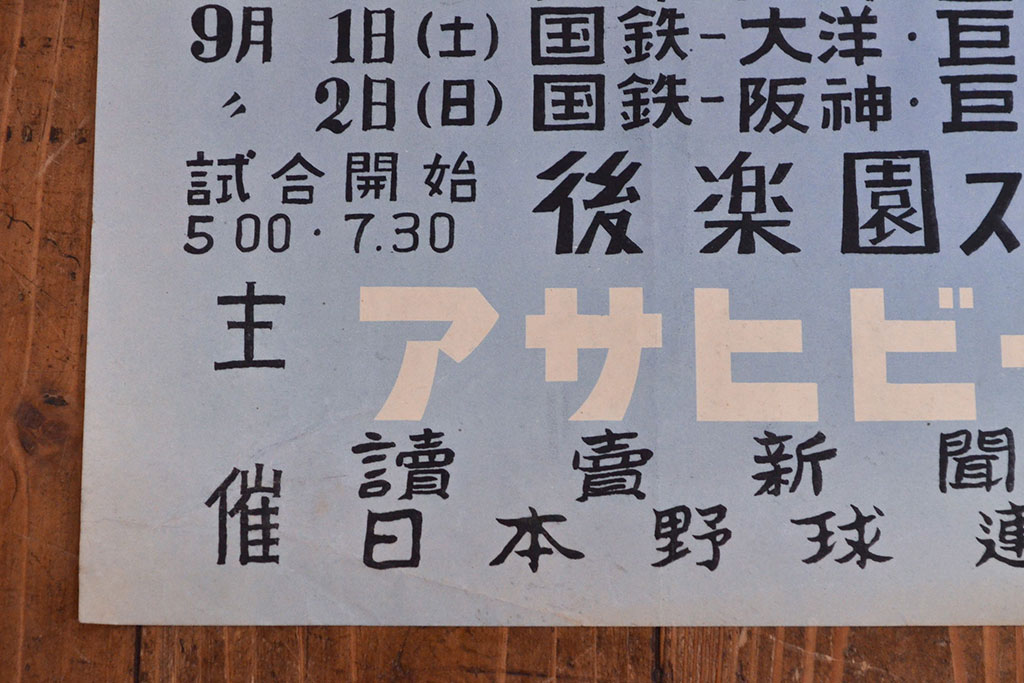 9月 1日(土) 国鉄-大洋・巨
〃 2日(日) 国鉄-阪神・巨
試合開始
5 00・7.30
後楽園ス
主催
アサヒビー
讀賣新聞
日本野球連